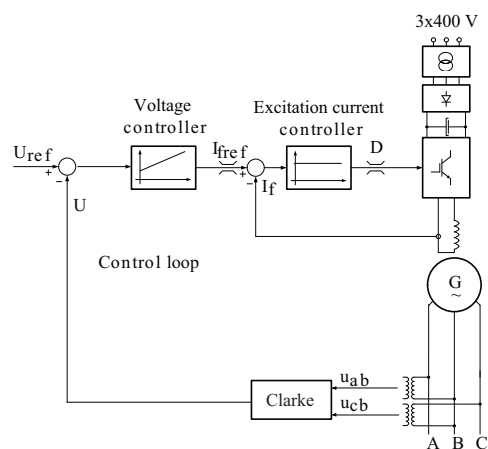 3x400 V
Voltage
controller
Excitation current
controller
Uref
+
−
U
Ifref
+
−
If
D
Control loop
G
~
Clarke
uab
ucb
A B C